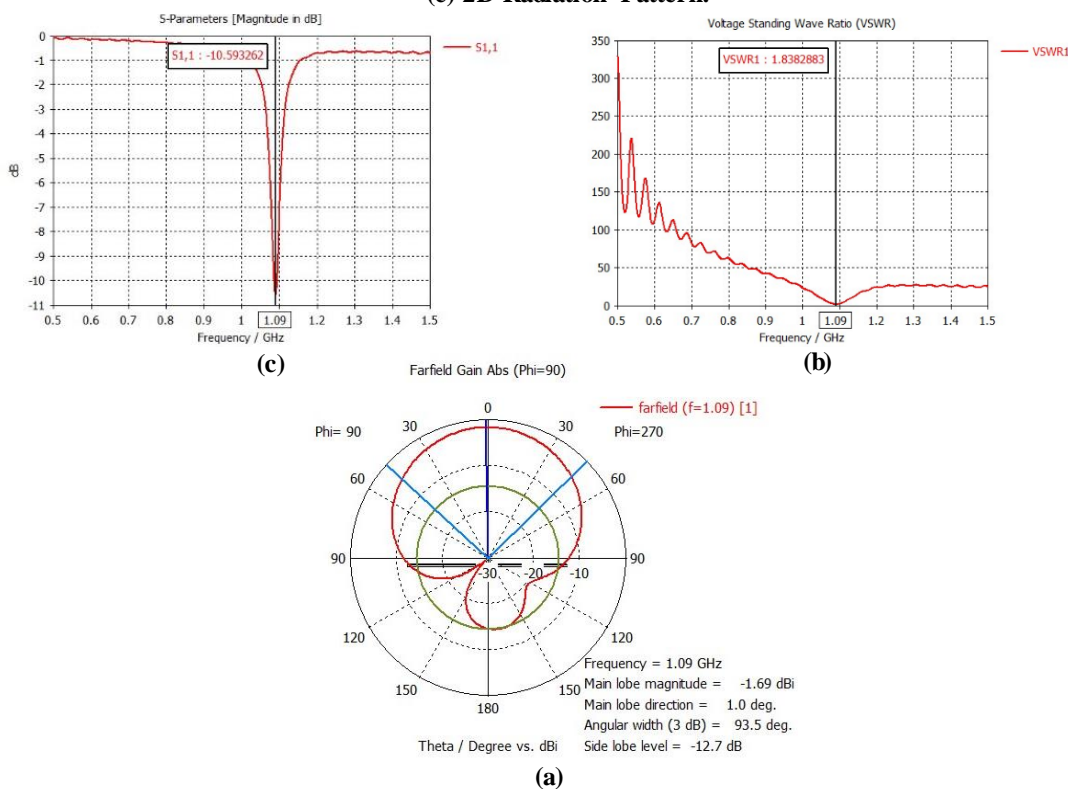 (c) 2D Radiation Pattern.
S-Parameters [Magnitude in dB]
S1,1 : -10.593262
S1,1
0
-1
-2
-3
-4
-5
-6
-7
-8
-9
-10
-11
dB
0.5 0.6 0.7 0.8 0.9 1 1.09 1.2 1.3 1.4 1.5
Frequency / GHz
(c)
Voltage Standing Wave Ratio (VSWR)
VSWR1 : 1.8382883
VSWR1
350
300
250
200
150
100
50
0
0.5 0.6 0.7 0.8 0.9 1 1.09 1.2 1.3 1.4 1.5
Frequency / GHz
(b)
Farfield Gain Abs (Phi=90)
farfield (f=1.09) [1]
Phi= 90 30 0 30 Phi=270
60 60
90 -30 -20 -10 90
120 120
150 180 150
Frequency = 1.09 GHz
Main lobe magnitude = -1.69 dBi
Main lobe direction = 1.0 deg.
Angular width (3 dB) = 93.5 deg.
Side lobe level = -12.7 dB
Theta / Degree vs. dBi
(a)